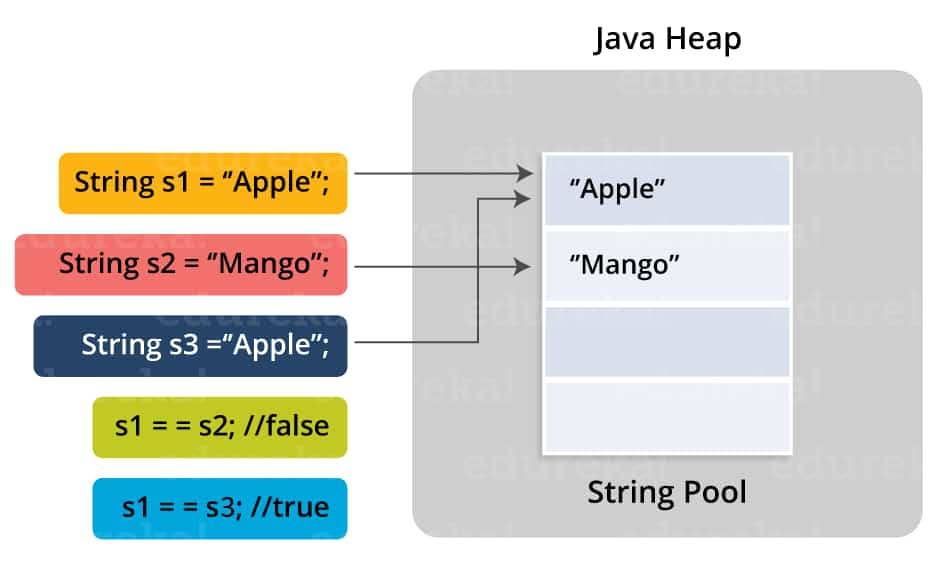 Java Heap
String s1 = “Apple”;
“Apple”
String s2 = “Mango”;
“Mango”
String s3 =“Apple”;
s1 = = s2; //false
s1 = = s3; //true
String Pool
edureka!